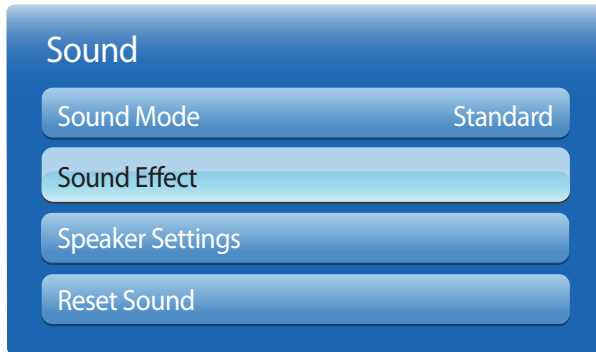 Sound
Sound Mode Standard
Sound Effect
Speaker Settings
Reset Sound